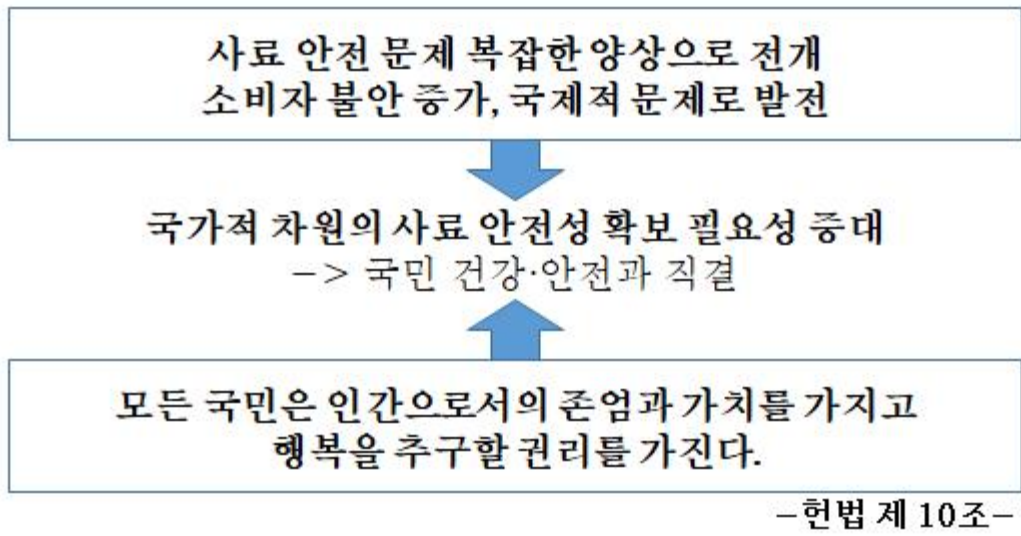 사료 안전 문제 복잡한 양상으로 전개
소비자 불안 증가, 국제적 문제로 발전
국가적 차원의 사료 안전성 확보 필요성 증대
-> 국민 건강·안전과 직결
모든 국민은 인간으로서의 존엄과 가치를 가지고
행복을 추구할 권리를 가진다.
-헌법 제 10조-